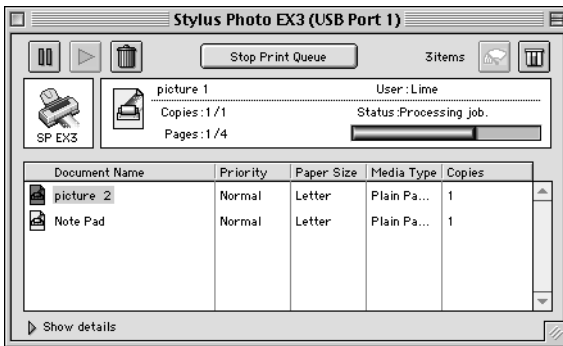 Stylus Photo EX3 (USB Port 1)
Stop Print Queue
3items
picture 1
User:Lime
Copies:1/1
Status:Processing job.
SP EX3
Pages:1/4
Document Name Priority Paper Size Media Type Copies
picture 2 Normal Letter Plain Pa... 1
Note Pad Normal Letter Plain Pa... 1
Show details